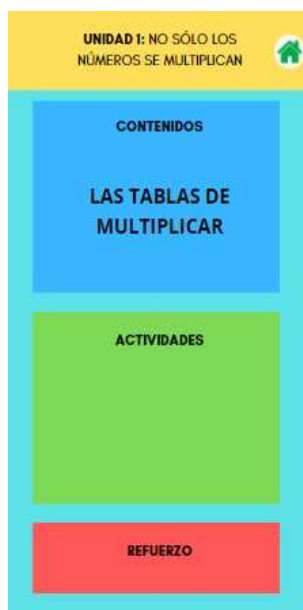 UNIDAD 1: NO SÓLO LOS
NÚMEROS SE MULTIPLICAN
CONTENIDOS
LAS TABLAS DE
MULTIPLICAR
ACTIVIDADES
REFUERZO